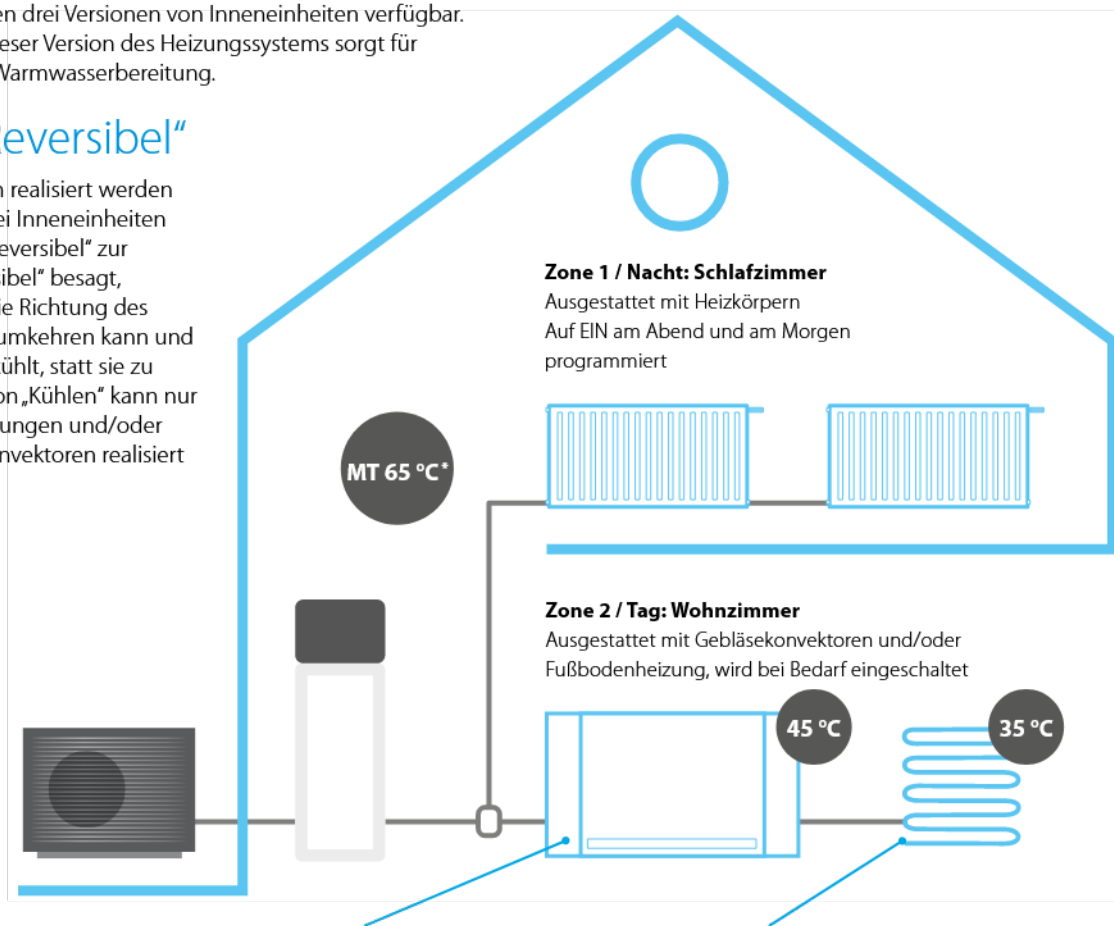 en drei Versionen von Inneneinheiten verfügbar.
eser Version des Heizungssystems sorgt für
Warmwasserbereitung.
eversibel“
n realisiert werden
ei Inneneinheiten
eversibel“ zur
sibel“ besagt,
ie Richtung des
umkehren kann und
ühlt, statt sie zu
on „Kühlen“ kann nur
ungen und/oder
nvektoren realisiert
Zone 1 / Nacht: Schlafzimmer
Ausgestattet mit Heizkörpern
Auf EIN am Abend und am Morgen
programmiert
MT 65 °C*
Zone 2 / Tag: Wohnzimmer
Ausgestattet mit Gebläsekonvektoren und/oder
Fußbodenheizung, wird bei Bedarf eingeschaltet
45 °C
35 °C